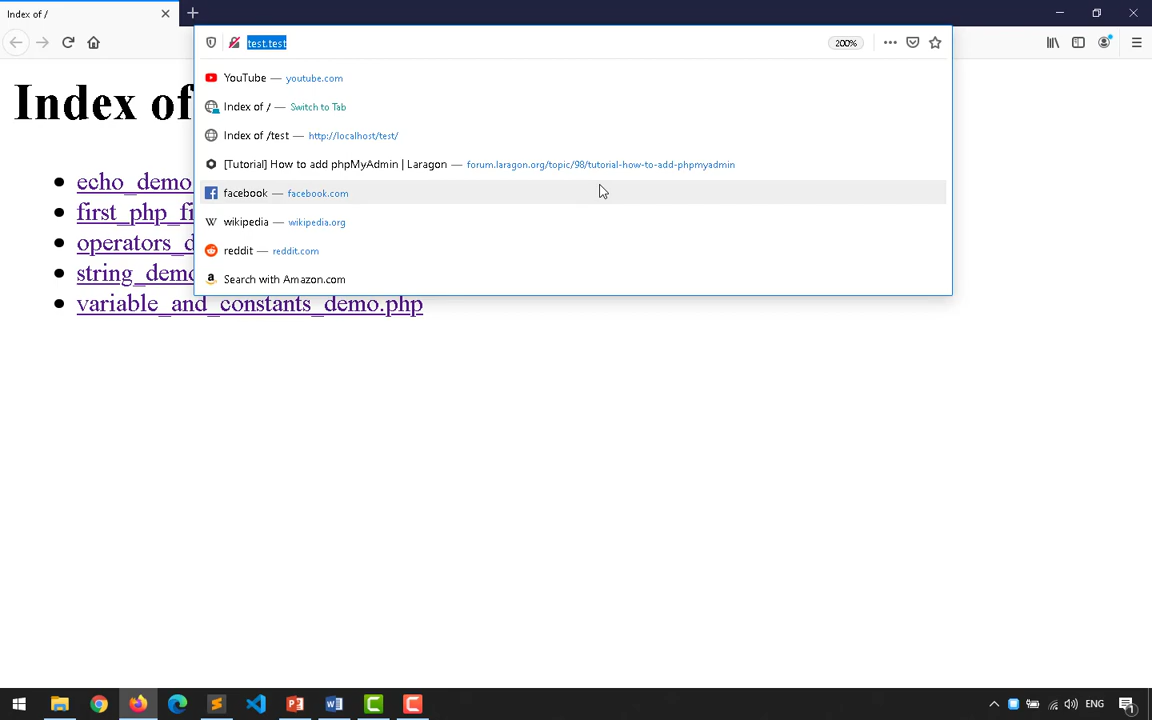 Index of /
test.test
200%
YouTube — youtube.com
Index of / — Switch to Tab
Index of /test — http://localhost/test/
[Tutorial] How to add phpMyAdmin | Laragon — forum.laragon.org/topic/98/tutorial-how-to-add-phpmyadmin
facebook — facebook.com
wikipedia — wikipedia.org
reddit — reddit.com
Search with Amazon.com
Index of
echo_demo
first_php_fi
operators_d
string_demo
variable_and_constants_demo.php
ENG
1